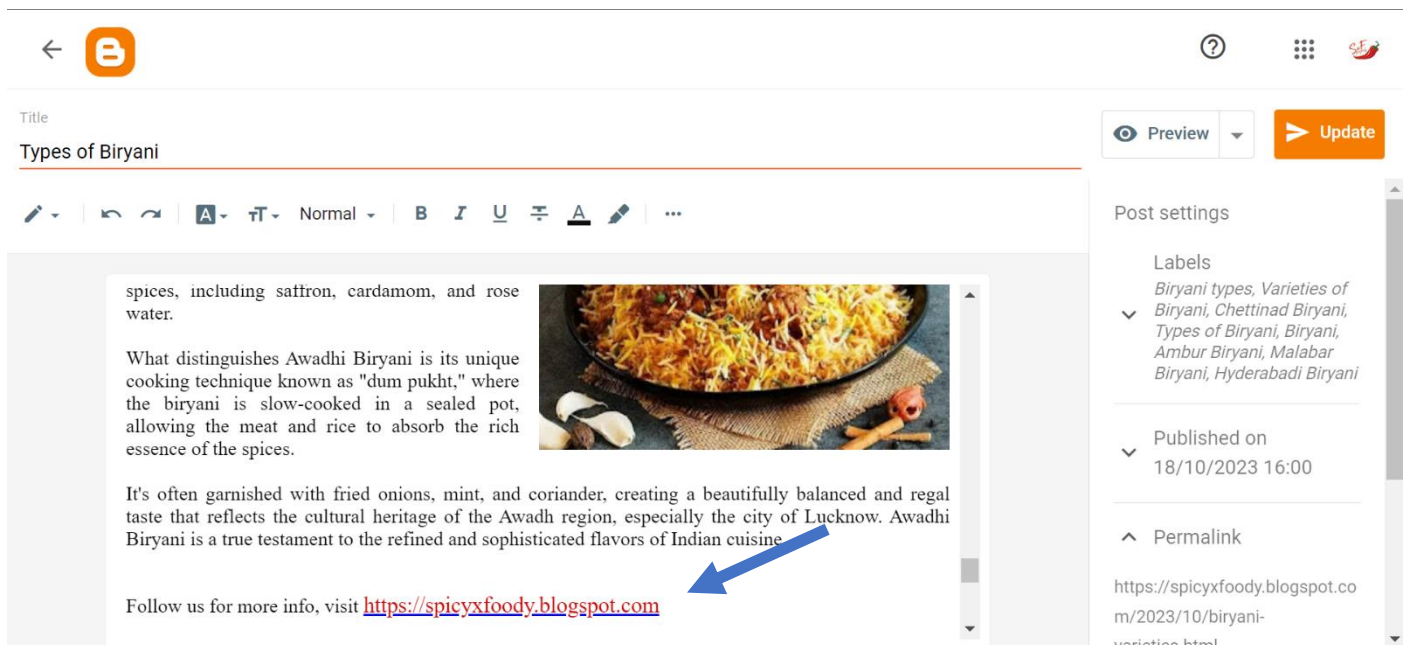 Title
Types of Biryani
Preview
Update
Normal
B I U A
Post settings
Labels
Biryani types, Varieties of
Biryani, Chettinad Biryani,
Types of Biryani, Biryani,
Ambur Biryani, Malabar
Biryani, Hyderabadi Biryani
Published on
18/10/2023 16:00
Permalink
https://spicyxfoody.blogspot.co
m/2023/10/biryani-
varieties.html
spices, including saffron, cardamom, and rose
water.
What distinguishes Awadhi Biryani is its unique
cooking technique known as "dum pukht," where
the biryani is slow-cooked in a sealed pot,
allowing the meat and rice to absorb the rich
essence of the spices.
It's often garnished with fried onions, mint, and coriander, creating a beautifully balanced and regal
taste that reflects the cultural heritage of the Awadh region, especially the city of Lucknow. Awadhi
Biryani is a true testament to the refined and sophisticated flavors of Indian cuisine
Follow us for more info, visit https://spicyxfoody.blogspot.com